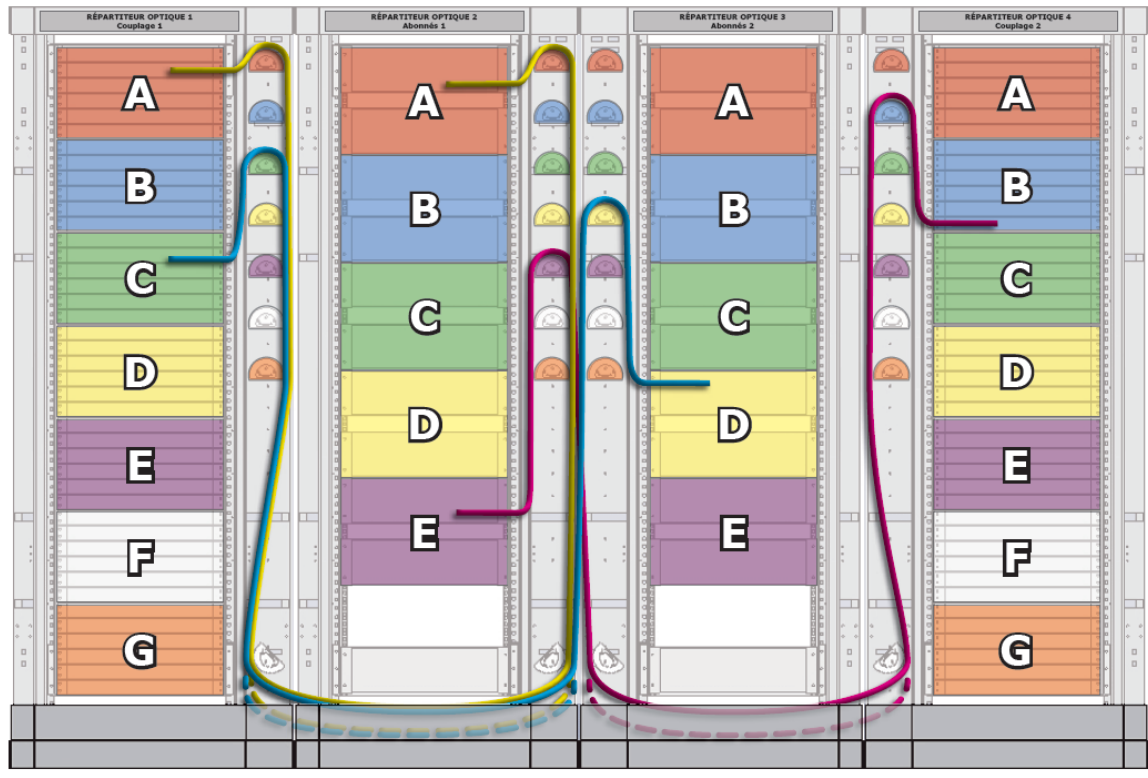 RÉPARTITEUR OPTIQUE 1
Couplage 1
RÉPARTITEUR OPTIQUE 2
Abonnés 1
RÉPARTITEUR OPTIQUE 3
Abonnés 2
RÉPARTITEUR OPTIQUE 4
Couplage 2
A
B
C
D
E
F
G
A
B
C
D
E
A
B
C
D
E
A
B
C
D
E
F
G